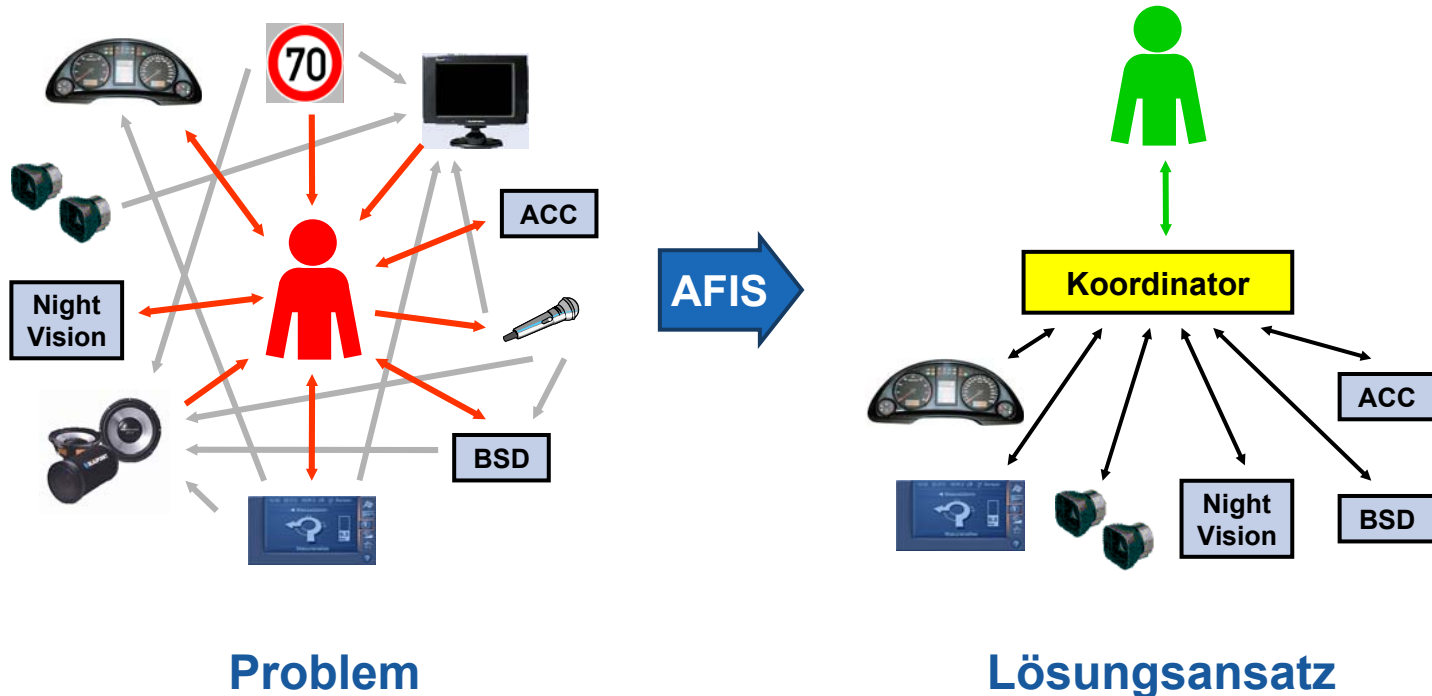 70
ACC
Night
Vision
AFIS
BSD
Problem
Koordinator
ACC
Night
Vision
BSD
Lösungsansatz